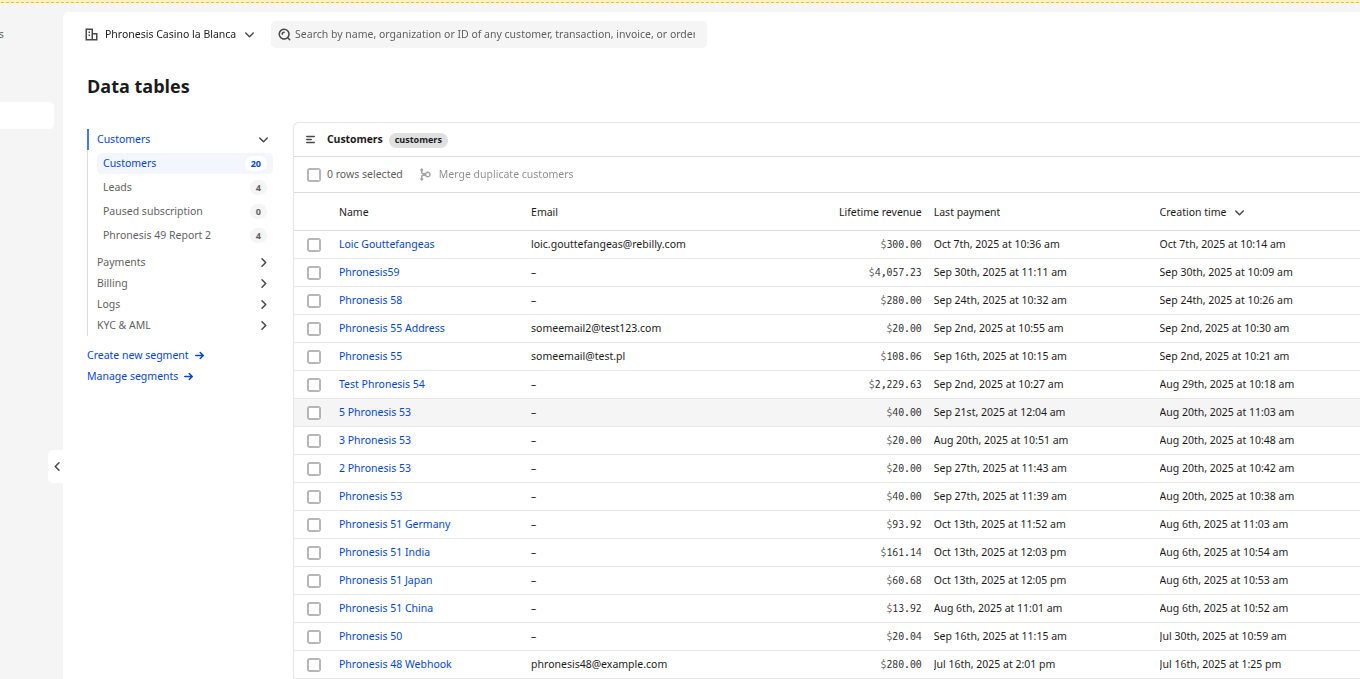 s
Phronesis Casino la Blanca
Search by name, organization or ID of any customer, transaction, invoice, or order
Data tables
Customers
Customers 20
Leads 4
Paused subscription 0
Phronesis 49 Report 2 4
Payments
Billing
Logs
KYC & AML
Create new segment
Manage segments
Customers customers
0 rows selected Merge duplicate customers
Name Email Lifetime revenue Last payment Creation time
Loic Gouttefangeas loic.gouttefangeas@rebilly.com $300.00 Oct 7th, 2025 at 10:36 am Oct 7th, 2025 at 10:14 am
Phronesis59 – $4,057.23 Sep 30th, 2025 at 11:11 am Sep 30th, 2025 at 10:09 am
Phronesis 58 – $280.00 Sep 24th, 2025 at 10:32 am Sep 24th, 2025 at 10:26 am
Phronesis 55 Address someemail2@test123.com $20.00 Sep 2nd, 2025 at 10:55 am Sep 2nd, 2025 at 10:30 am
Phronesis 55 someemail@test.pl $108.06 Sep 16th, 2025 at 10:15 am Sep 2nd, 2025 at 10:21 am
Test Phronesis 54 – $2,229.63 Sep 2nd, 2025 at 10:27 am Aug 29th, 2025 at 10:18 am
5 Phronesis 53 – $40.00 Sep 21st, 2025 at 12:04 am Aug 20th, 2025 at 11:03 am
3 Phronesis 53 – $20.00 Aug 20th, 2025 at 10:51 am Aug 20th, 2025 at 10:48 am
2 Phronesis 53 – $20.00 Sep 27th, 2025 at 11:43 am Aug 20th, 2025 at 10:42 am
Phronesis 53 – $40.00 Sep 27th, 2025 at 11:39 am Aug 20th, 2025 at 10:38 am
Phronesis 51 Germany – $93.92 Oct 13th, 2025 at 11:52 am Aug 6th, 2025 at 11:03 am
Phronesis 51 India – $161.14 Oct 13th, 2025 at 12:03 pm Aug 6th, 2025 at 10:54 am
Phronesis 51 Japan – $60.68 Oct 13th, 2025 at 12:05 pm Aug 6th, 2025 at 10:53 am
Phronesis 51 China – $13.92 Aug 6th, 2025 at 11:01 am Aug 6th, 2025 at 10:52 am
Phronesis 50 – $20.04 Sep 16th, 2025 at 11:15 am Jul 30th, 2025 at 10:59 am
Phronesis 48 Webhook phronesis48@example.com $280.00 Jul 16th, 2025 at 2:01 pm Jul 16th, 2025 at 1:25 pm